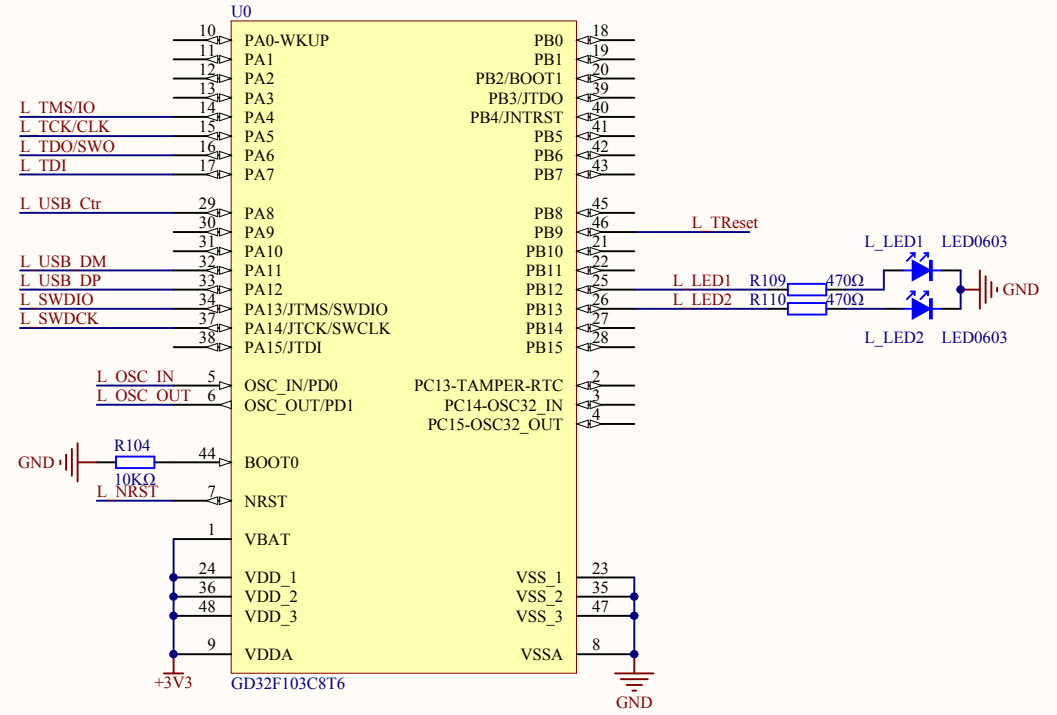 U0
10 PA0-WKUP PB0 18
11 PA1 PB1 19
12 PA2 PB2/BOOT1 20
13 PA3 PB3/JTDO 39
L_TMS/IO 14 PA4 PB4/JNTRST 40
L_TCK/CLK 15 PA5 PB5 41
L_TDO/SWO 16 PA6 PB6 42
L_TDI 17 PA7 PB7 43
L_USB_Ctr 29 PA8 PB8 45
30 PA9 PB9 46 L_TReset
31 PA10 PB10 21 L_LED1 LED0603
L_USB_DM 32 PA11 PB11 22
L_USB_DP 33 PA12 PB12 25 L_LED1 R109 470Ω GND
L_SWDIO 34 PA13/JTMS/SWDIO PB13 26 L_LED2 R110 470Ω
L_SWDCK 37 PA14/JTCK/SWCLK PB14 27
38 PA15/JTDI PB15 28 L_LED2 LED0603
L_OSC_IN 5 OSC_IN/PD0 PC13-TAMPER-RTC 2
L_OSC_OUT 6 OSC_OUT/PD1 PC14-OSC32_IN 3
PC15-OSC32_OUT 4
R104
GND 44 BOOT0
10KΩ
L_NRST 7 NRST
1 VBAT
24 VDD_1 VSS_1 23
36 VDD_2 VSS_2 35
48 VDD_3 VSS_3 47
9 VDDA VSSA 8
+3V3 GD32F103C8T6
GND